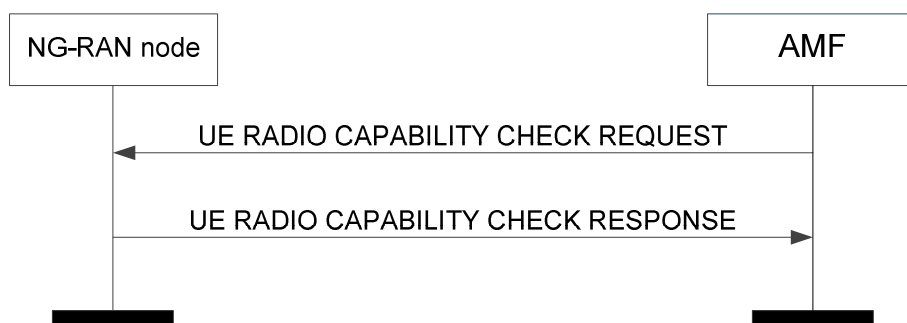 NG-RAN node
AMF
UE RADIO CAPABILITY CHECK REQUEST
UE RADIO CAPABILITY CHECK RESPONSE